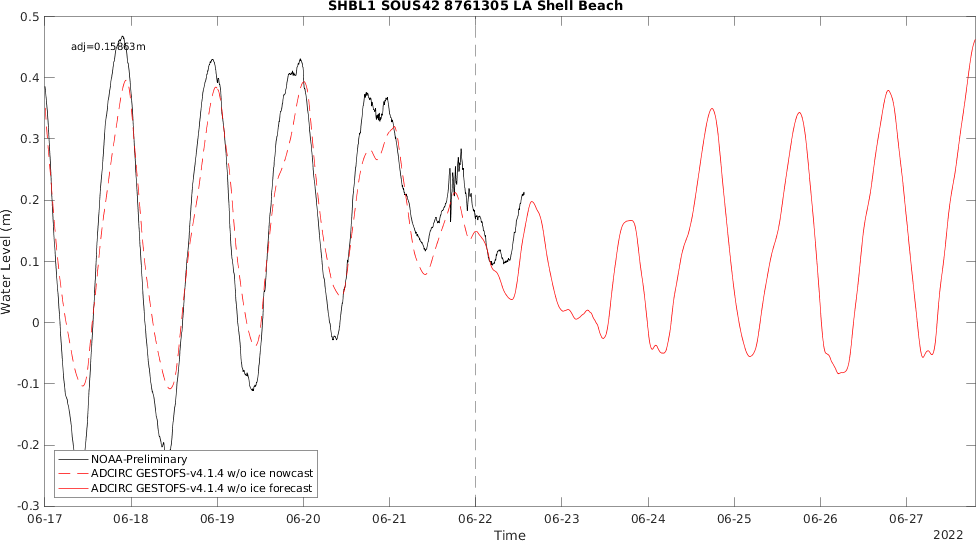 SHBL1 SOUS42 8761305 LA Shell Beach
adj=0.15863m
Water Level (m)
0.5
0.4
0.3
0.2
0.1
0
-0.1
-0.2
-0.3
NOAA-Preliminary
ADCIRC GESTOFS-v4.1.4 w/o ice nowcast
ADCIRC GESTOFS-v4.1.4 w/o ice forecast
06-17 06-18 06-19 06-20 06-21 06-22 06-23 06-24 06-25 06-26 06-27
Time
2022